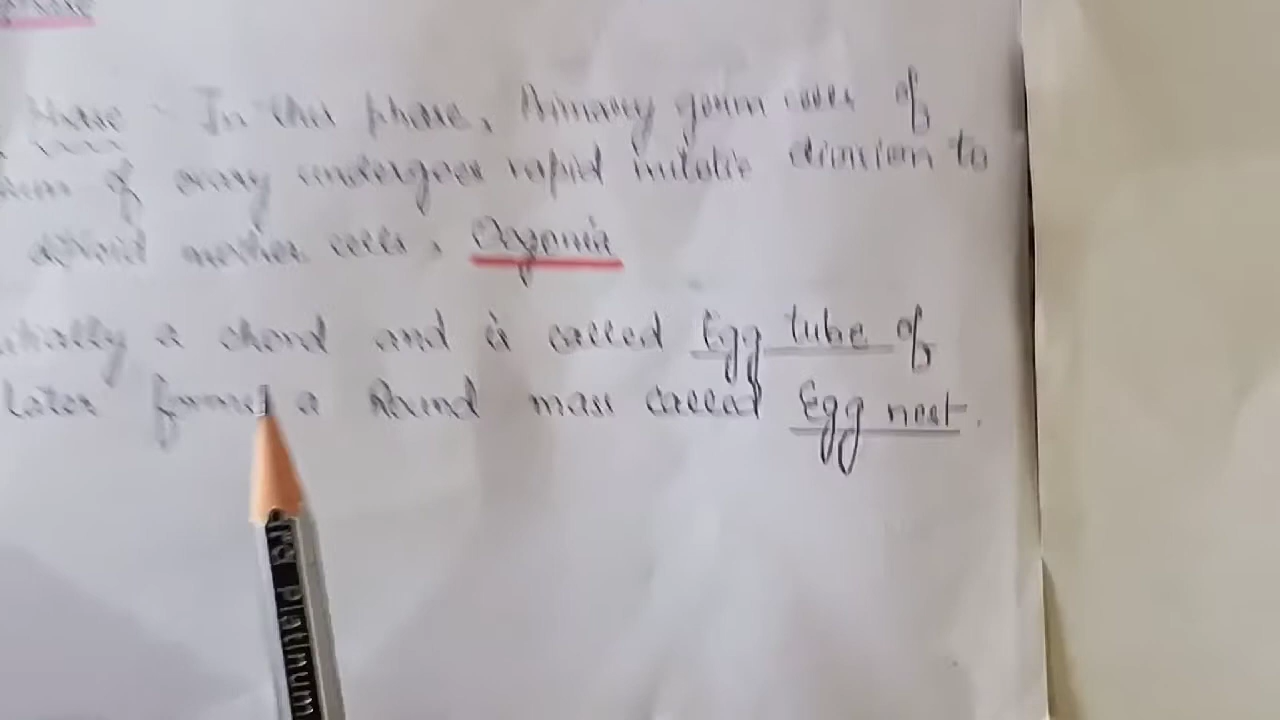 Phase - In this phase, Primary germ cells of
of ovary undergoes rapid mitotic division to
diploid mother cells, Oogonia
a chord and is called Egg tube of
later forms a Round mass called Egg nest.
Platinum